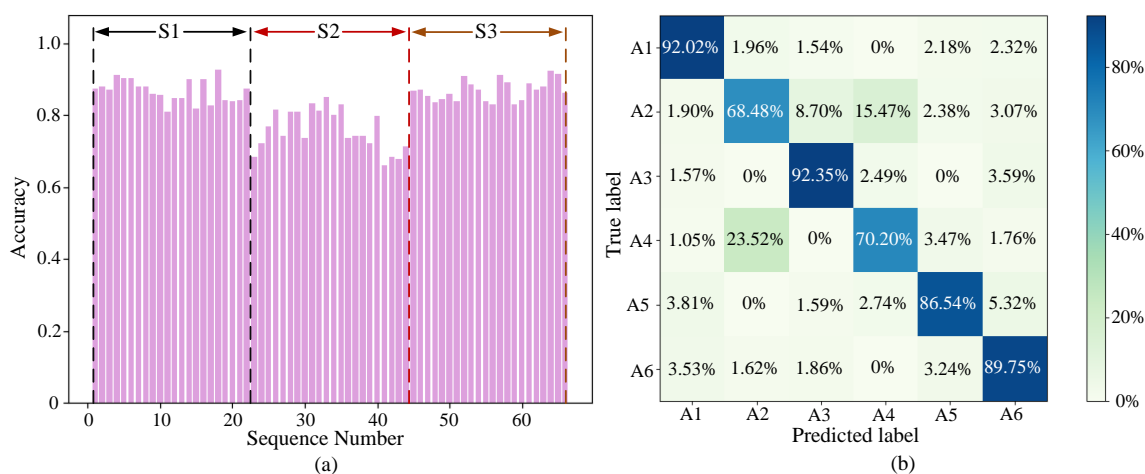 S1 S2 S3
1.0
0.8
0.6
0.4
0.2
0
Accuracy
0 10 20 30 40 50 60
Sequence Number
(a)
A1 92.02% 1.96% 1.54% 0% 2.18% 2.32%
A2 1.90% 68.48% 8.70% 15.47% 2.38% 3.07%
A3 1.57% 0% 92.35% 2.49% 0% 3.59%
A4 1.05% 23.52% 0% 70.20% 3.47% 1.76%
A5 3.81% 0% 1.59% 2.74% 86.54% 5.32%
A6 3.53% 1.62% 1.86% 0% 3.24% 89.75%
True label
A1 A2 A3 A4 A5 A6
Predicted label
(b)
80%
60%
40%
20%
0%